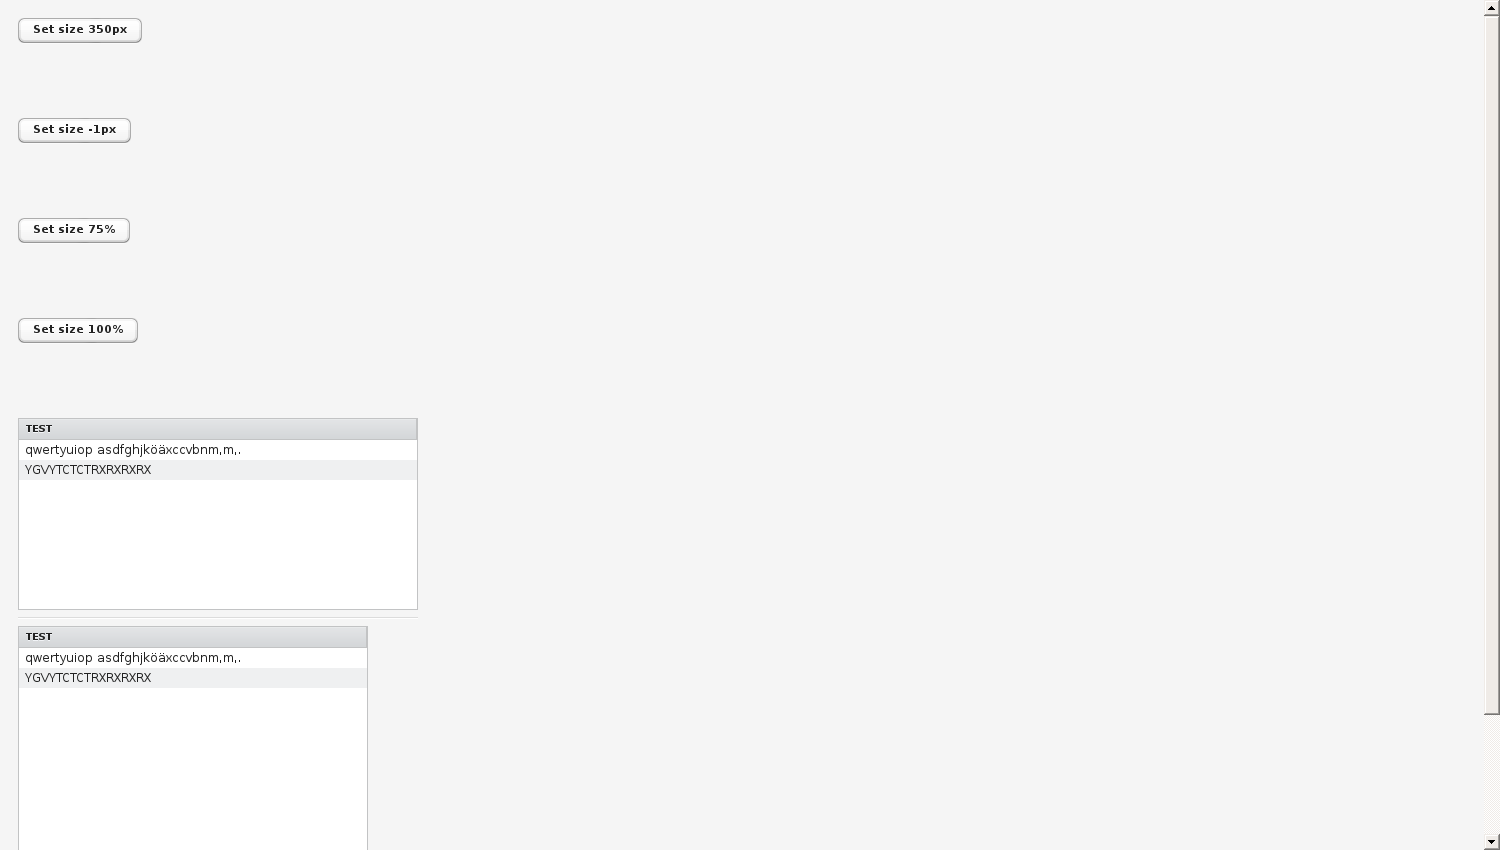 Set size 350px
Set size -1px
Set size 75%
Set size 100%
TEST
qwertyuiop asdfghjköäxccvbnm,m,.
YGVYTCTCTRXRXRXRX
TEST
qwertyuiop asdfghjköäxccvbnm,m,.
YGVYTCTCTRXRXRXRX